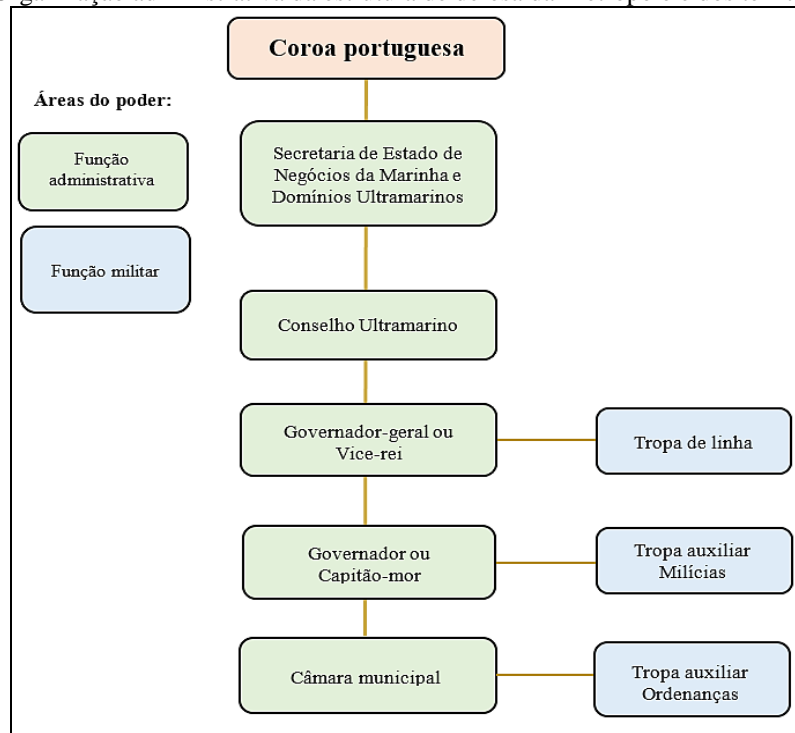 Coroa portuguesa
Áreas do poder:
Função
administrativa
Função militar
Secretaria de Estado de
Negócios da Marinha e
Domínios Ultramarinos
Conselho Ultramarino
Governador-geral ou
Vice-rei
Tropa de linha
Governador ou
Capitão-mor
Tropa auxiliar
Milícias
Câmara municipal
Tropa auxiliar
Ordenanças